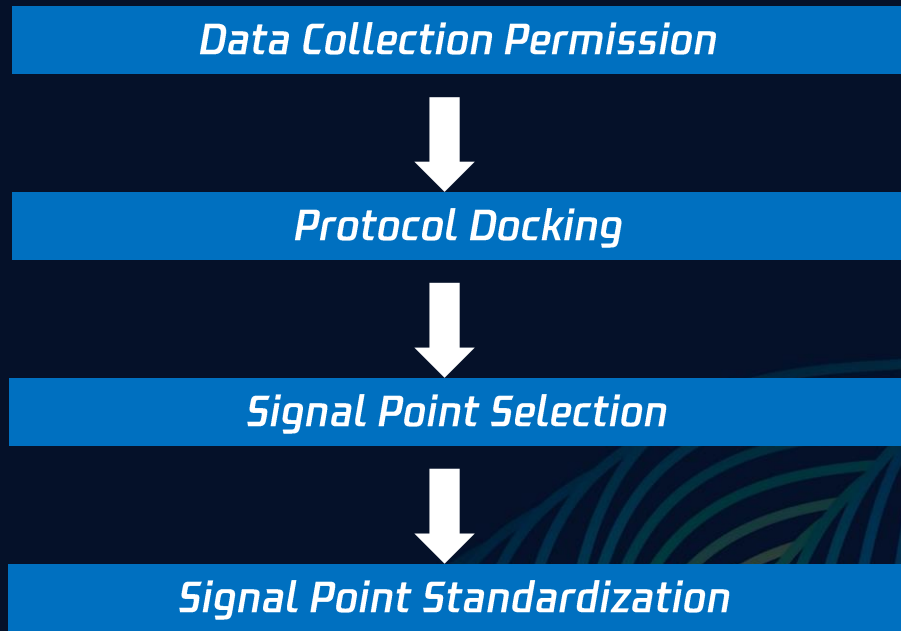 Data Collection Permission
Protocol Docking
Signal Point Selection
Signal Point Standardization